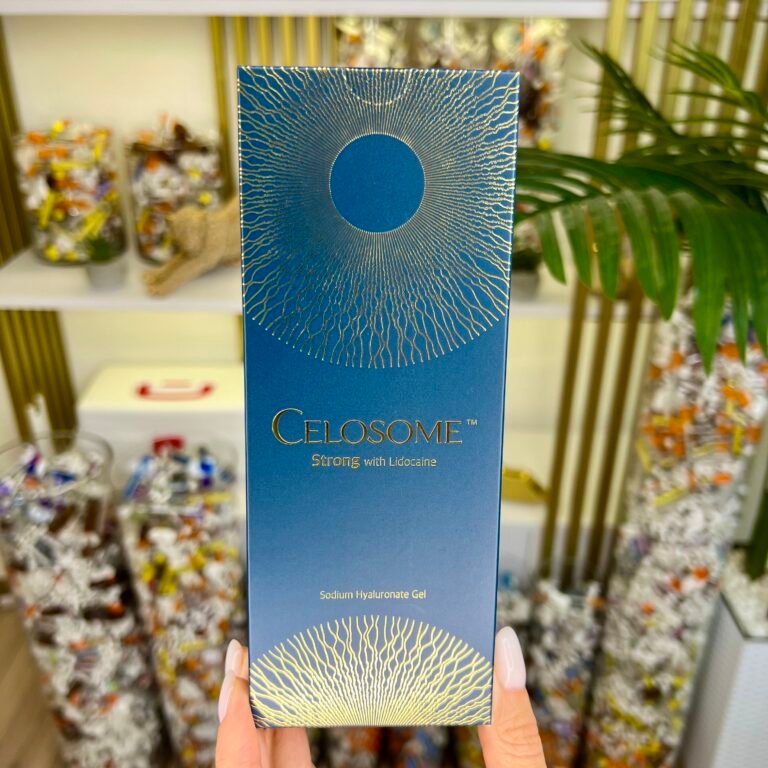 CELOSOME™
Strong with Lidocaine
Sodium Hyaluronate Gel